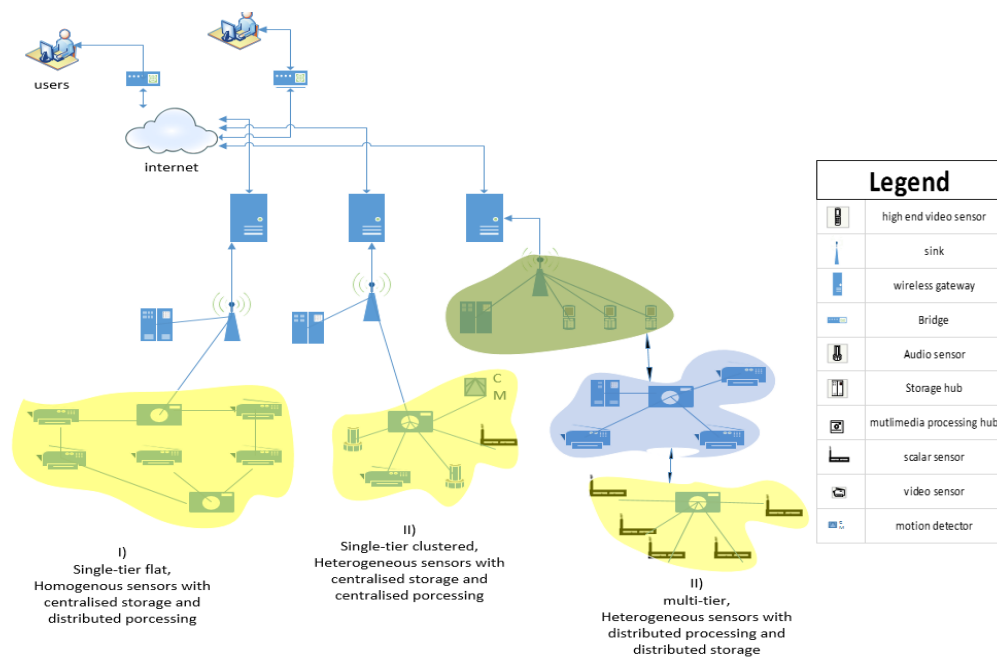 users
internet
C
M
I)
Single-tier flat,
Homogenous sensors with
centralised storage and
distributed porcessing
II)
Single-tier clustered,
Heterogeneous sensors with
centralised storage and
centralised porcessing
II)
multi-tier,
Heterogeneous sensors with
distributed processing and
distributed storage
Legend
high end video sensor
sink
wireless gateway
Bridge
Audio sensor
Storage hub
mutlimedia processing hub
scalar sensor
video sensor
C
M
motion detector